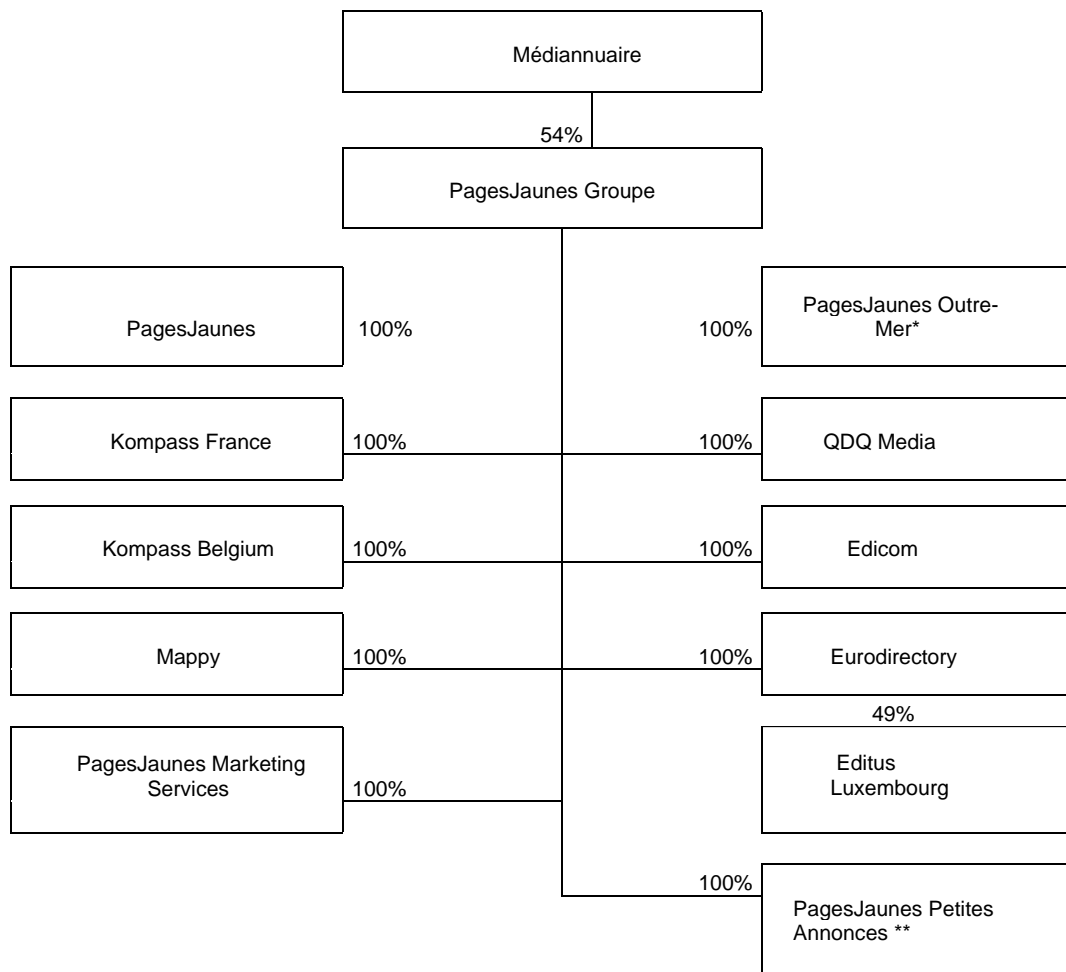 Médiannuaire
54%
PagesJaunes Groupe
PagesJaunes
100%
100%
PagesJaunes Outre-
Mer*
Kompass France
100%
100%
QDQ Media
Kompass Belgium
100%
100%
Edicom
Mappy
100%
100%
Eurodirectory
49%
PagesJaunes Marketing
Services
100%
Editus
Luxembourg
100%
PagesJaunes Petites
Annonces **